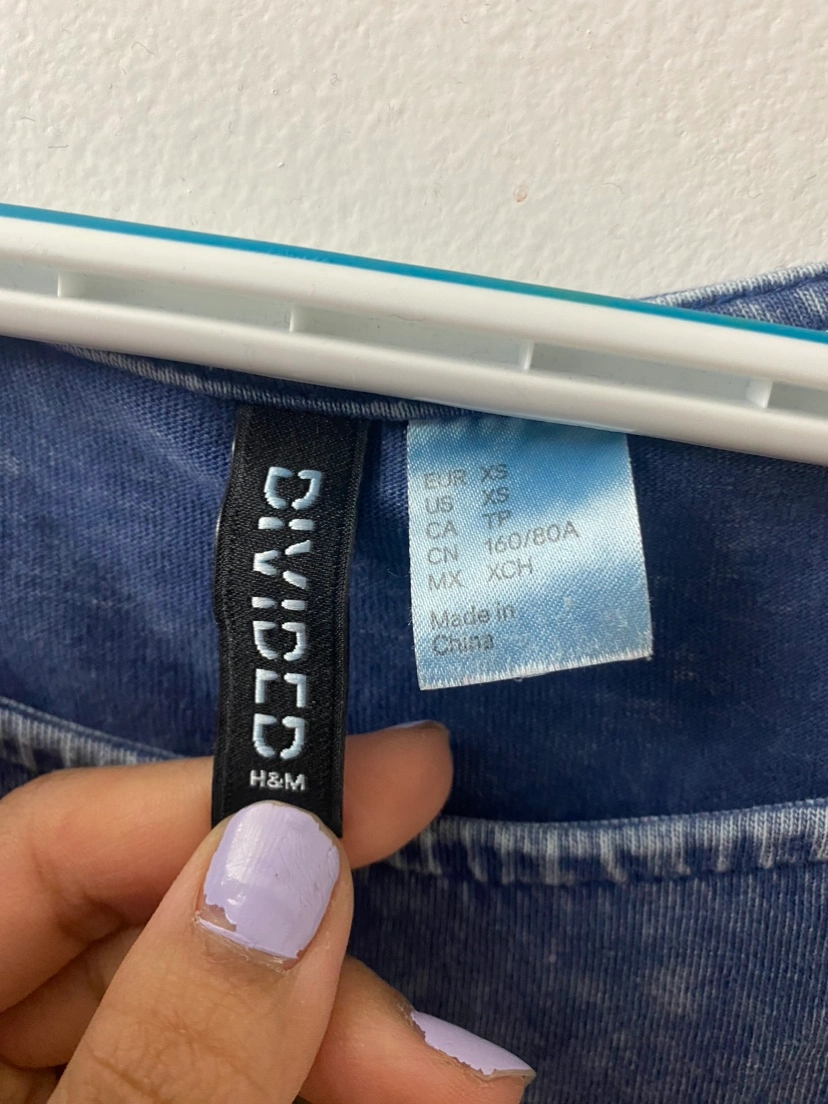 DIVIDED
H&M
EUR XS
US XS
CA TP
CN 160/80A
MX XCH
Made in
China